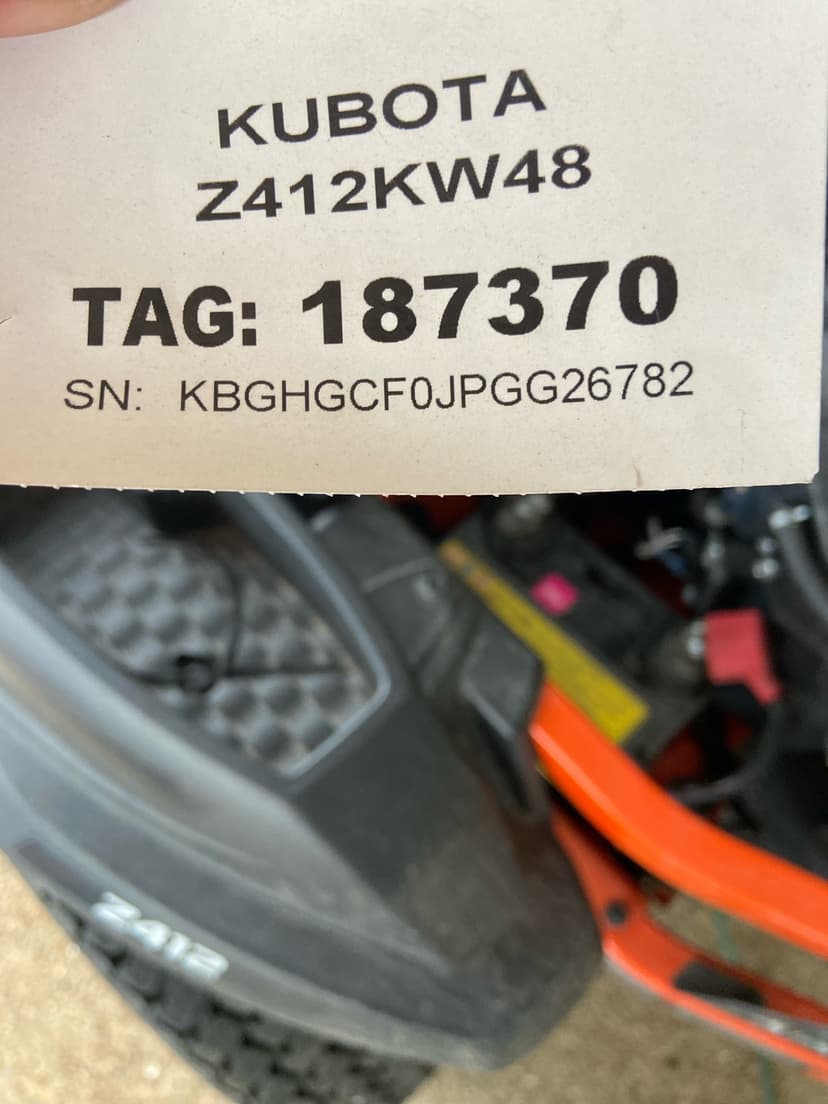 KUBOTA
Z412KW48
TAG: 187370
SN: KBGHGCF0JPGG26782
Z412